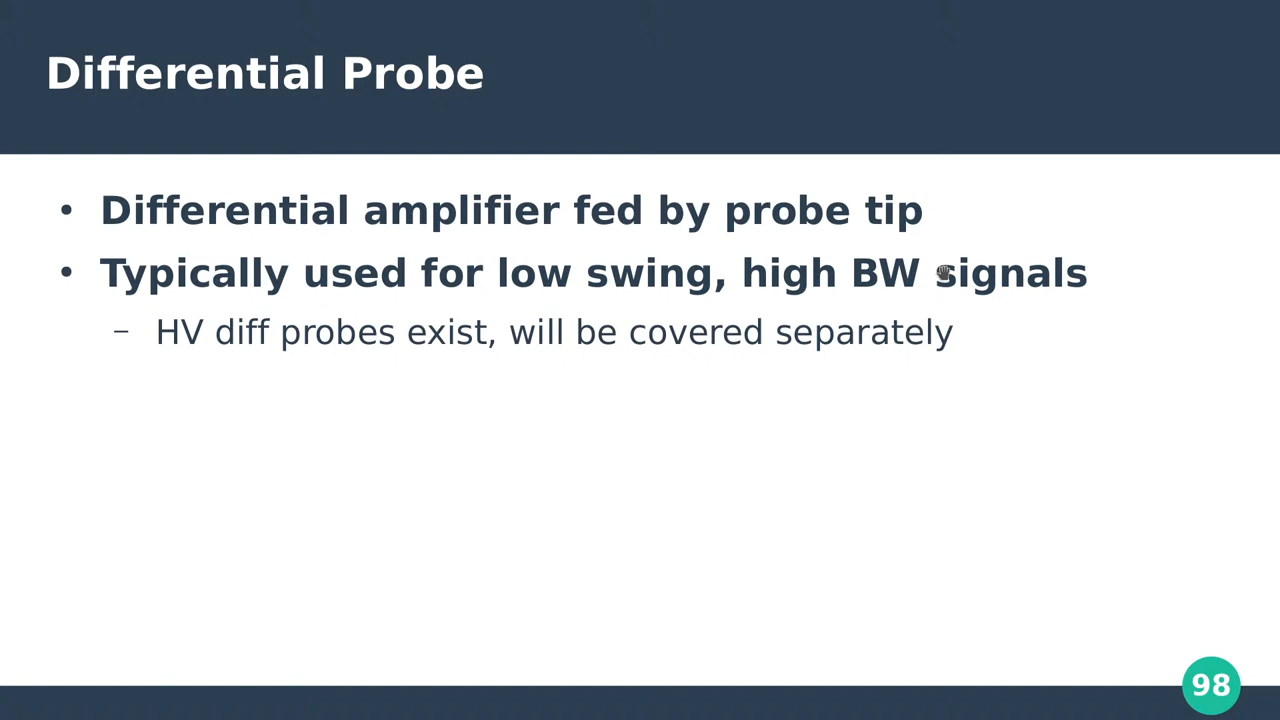 Differential Probe
• Differential amplifier fed by probe tip
• Typically used for low swing, high BW signals
– HV diff probes exist, will be covered separately
98